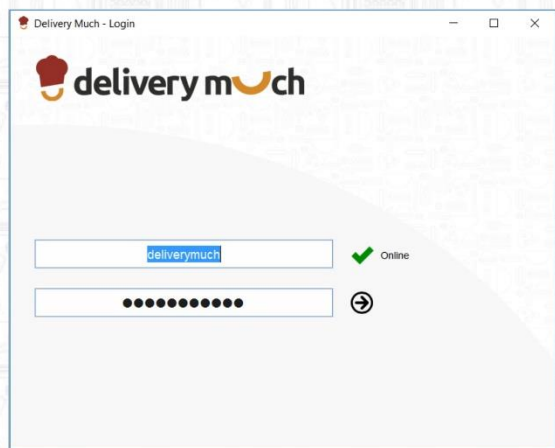 Delivery Much - Login
delivery much
deliverymuch
Online
●●●●●●●●●●●